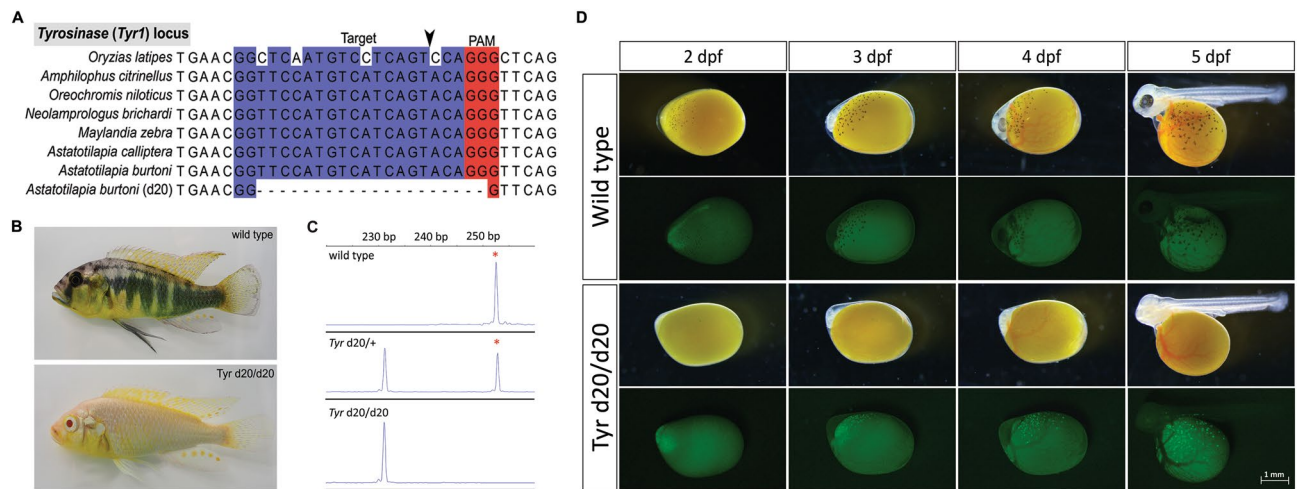 A
Tyrosinase (Tyr1) locus
Target
PAM
Oryzias latipes TGAACGGCTCAATGTCCTCAGTCCAGGGCTCAG
Amphilophus citrinellus TGAACGGTTCCATGTCATCAGTACAGGGTTCAG
Oreochromis niloticus TGAACGGTTCCATGTCATCAGTACAGGGTTCAG
Neolamprologus brichardi TGAACGGTTCCATGTCATCAGTACAGGGTTCAG
Maylandia zebra TGAACGGTTCCATGTCATCAGTACAGGGTTCAG
Astatotilapia calliptera TGAACGGTTCCATGTCATCAGTACAGGGTTCAG
Astatotilapia burtoni TGAACGGTTCCATGTCATCAGTACAGGGTTCAG
Astatotilapia burtoni (d20) TGAACGG--------------------GTTCAG
B
wild type
Tyr d20/d20
C
230 bp 240 bp 250 bp
wild type
*
Tyr d20/+
*
Tyr d20/d20
D
2 dpf 3 dpf 4 dpf 5 dpf
Wild type
Tyr d20/d20
1 mm